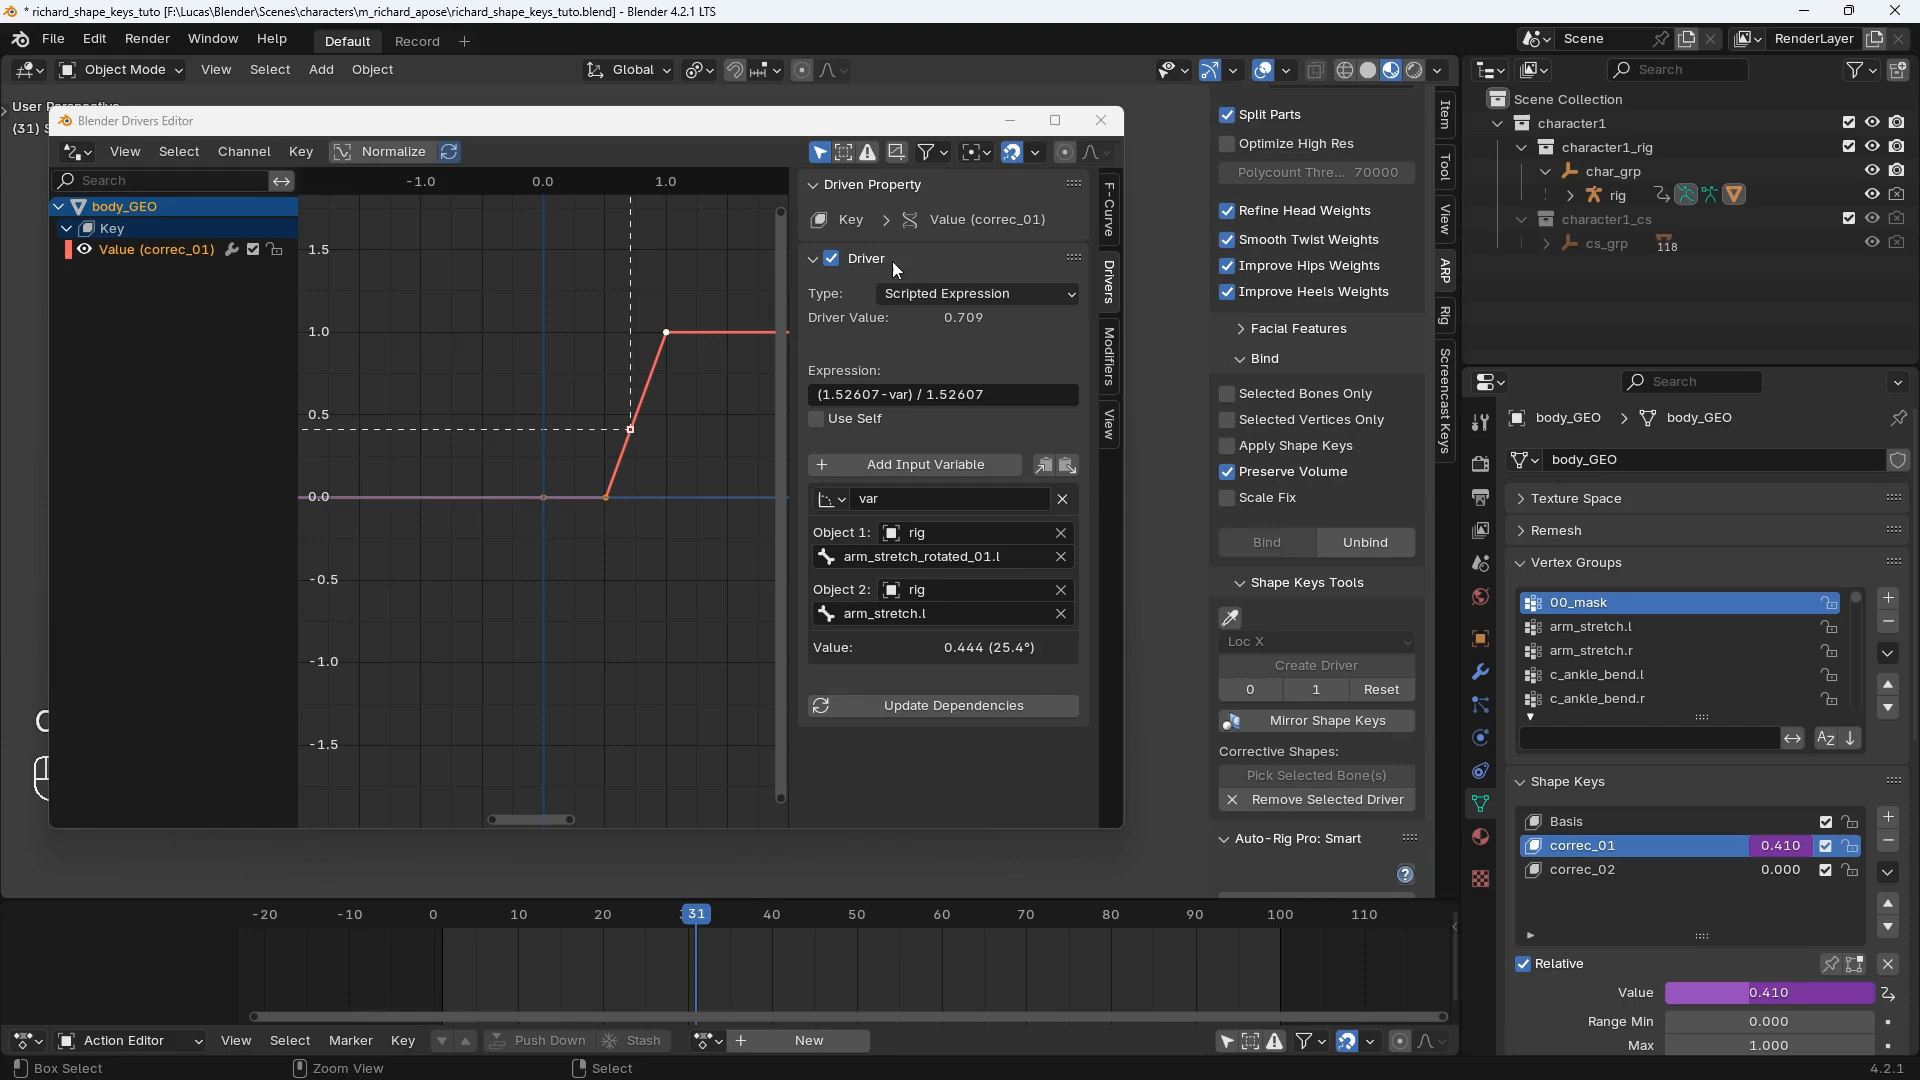 * richard_shape_keys_tuto [F:\Lucas\Blender\Scenes\characters\m_richard_apose\richard_shape_keys_tuto.blend] - Blender 4.2.1 LTS
File Edit Render Window Help Default Record + Scene RenderLayer
Object Mode View Select Add Object Global Search
User Perspective
(31)
Blender Drivers Editor
View Select Channel Key Normalize
Search
-1.0 0.0 1.0
body_GEO
Key
Value (correc_01)
1.5
1.0
0.5
0.0
-0.5
-1.0
-1.5
Driven Property
Key Value (correc_01)
Driver
Type: Scripted Expression
Driver Value: 0.709
Expression:
(1.52607-var) / 1.52607
Use Self
Add Input Variable
var
Object 1: rig
arm_stretch_rotated_01.l
Object 2: rig
arm_stretch.l
Value: 0.444 (25.4°)
Update Dependencies
F-Curve
Drivers
Modifiers
View
Split Parts
Optimize High Res
Polycount Thre... 70000
Refine Head Weights
Smooth Twist Weights
Improve Hips Weights
Improve Heels Weights
Facial Features
Bind
Selected Bones Only
Selected Vertices Only
Apply Shape Keys
Preserve Volume
Scale Fix
Bind Unbind
Shape Keys Tools
Loc X
Create Driver
0 1 Reset
Mirror Shape Keys
Corrective Shapes:
Pick Selected Bone(s)
Remove Selected Driver
Auto-Rig Pro: Smart
?
Item
Tool
View
ARP
Rig
Screencast Keys
Scene Collection
character1
character1_rig
char_grp
rig
character1_cs
cs_grp 118
Search
body_GEO body_GEO
body_GEO
Texture Space
Remesh
Vertex Groups
00_mask
arm_stretch.l
arm_stretch.r
c_ankle_bend.l
c_ankle_bend.r
AZ
Shape Keys
Basis
correc_01 0.410
correc_02 0.000
Relative
Value 0.410
Range Min 0.000
Max 1.000
-20 -10 0 10 20 31 40 50 60 70 80 90 100 110
Action Editor View Select Marker Key Push Down Stash New
Box Select Zoom View Select 4.2.1